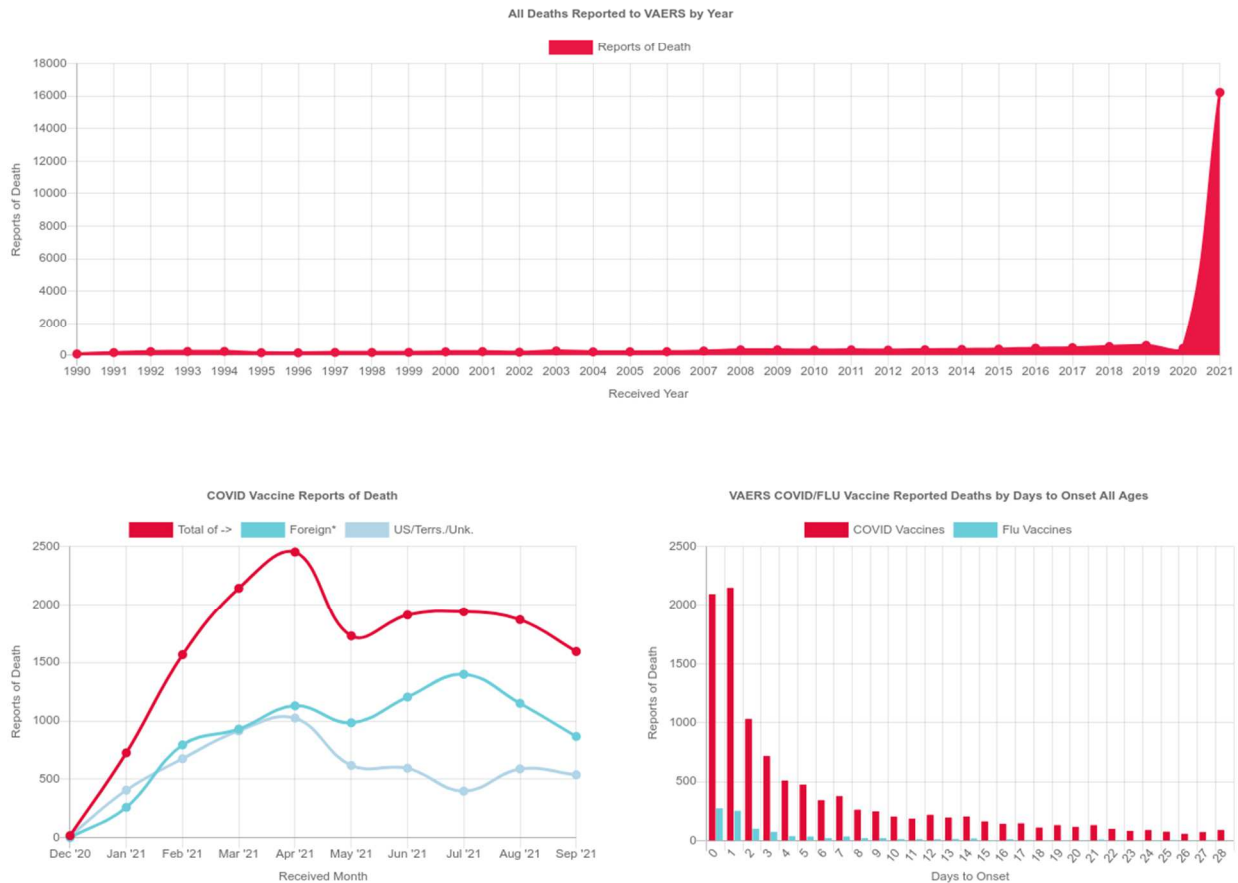 All Deaths Reported to VAERS by Year
Reports of Death
18000
16000
14000
12000
10000
8000
6000
4000
2000
0
Reports of Death
1990 1991 1992 1993 1994 1995 1996 1997 1998 1999 2000 2001 2002 2003 2004 2005 2006 2007 2008 2009 2010 2011 2012 2013 2014 2015 2016 2017 2018 2019 2020 2021
Received Year
COVID Vaccine Reports of Death
Total of -> Foreign* US/Terrs./Unk.
2500
2000
1500
1000
500
0
Reports of Death
Dec '20 Jan '21 Feb '21 Mar '21 Apr '21 May '21 Jun '21 Jul '21 Aug '21 Sep '21
Received Month
VAERS COVID/FLU Vaccine Reported Deaths by Days to Onset All Ages
COVID Vaccines Flu Vaccines
2500
2000
1500
1000
500
0
Reports of Death
0 1 2 3 4 5 6 7 8 9 10 11 12 13 14 15 16 17 18 19 20 21 22 23 24 25 26 27 28
Days to Onset